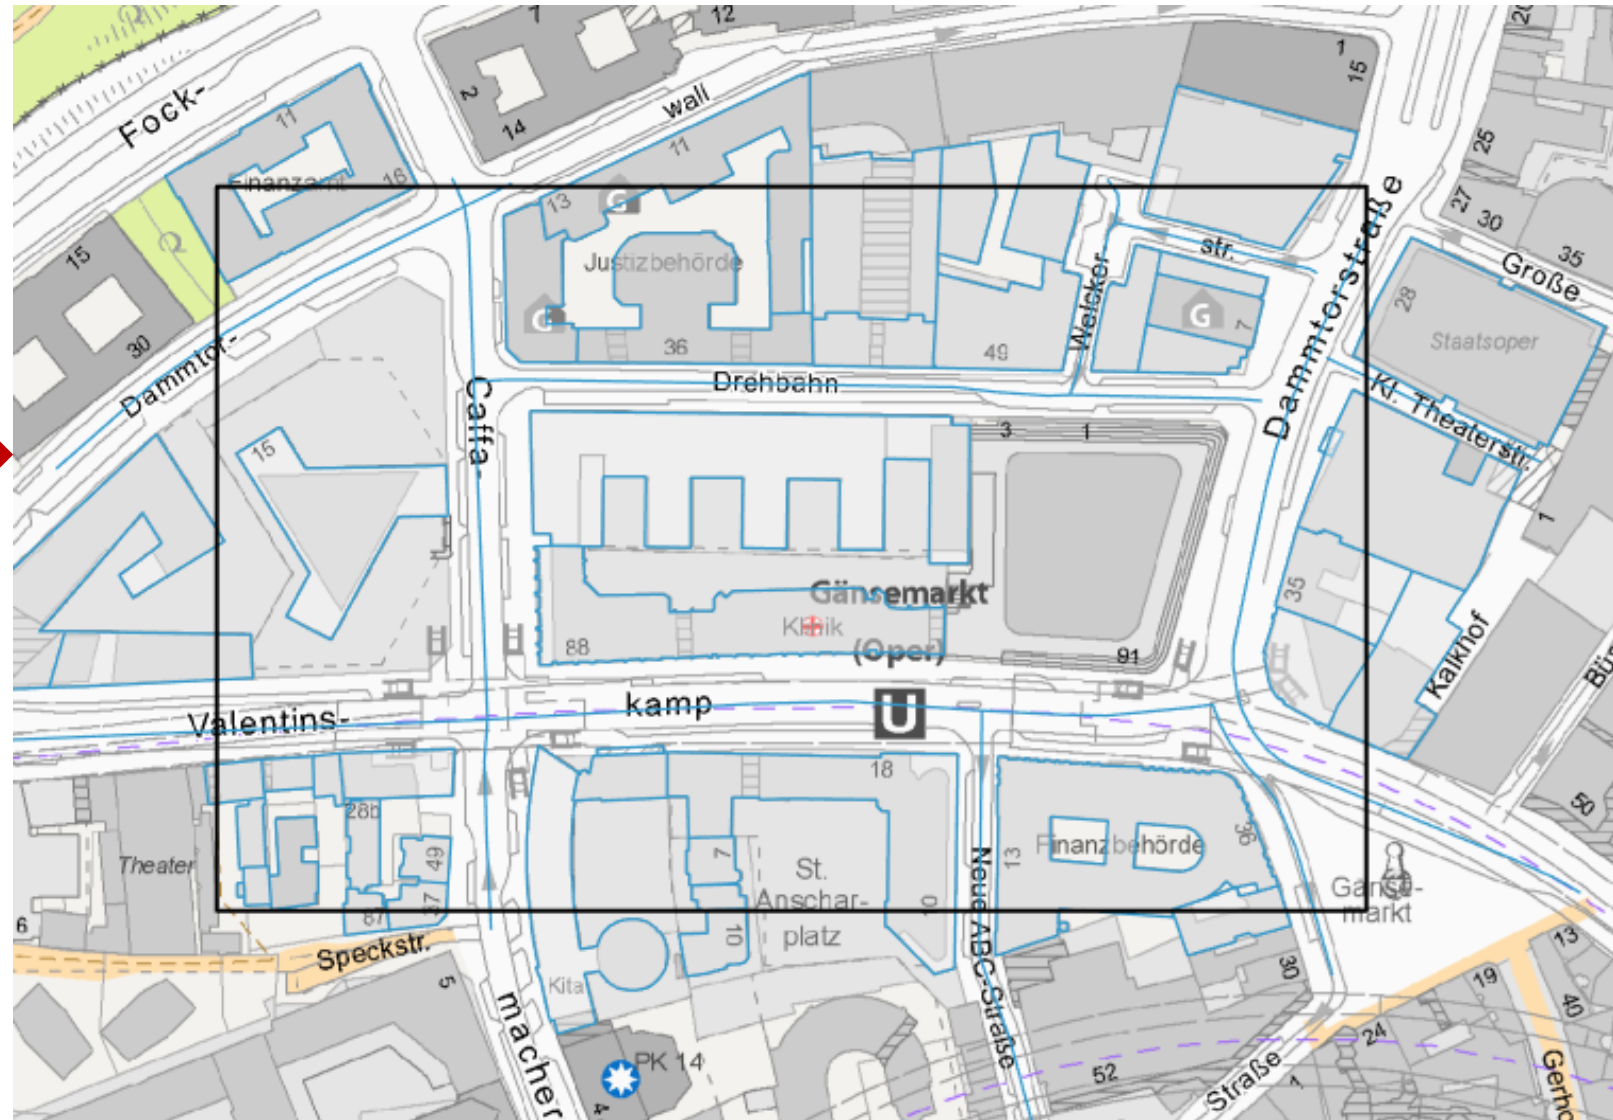 7
12
20
1
15
Fock-
11
2
14
wall
11
25
16
Finanzamt
13
G
27
30
35
15
Justizbehörde
str.
Große
28
30
G
G
7
Welcker
Dammtorstraße
Staatsoper
Dammtor-
36
49
Drehbahn
Kl. Theaterstr.
Caffa-
3
1
15
1
35
Gänsemarkt
(Oper)
Klinik
88
91
Kalkhof
Valentins-
kamp
U
18
50
28b
Theater
49
7
13
Finanzbehörde
36
St.
Anschar-
platz
37
87
10
10
Gänse-
markt
6
Speckstr.
Neue ABC-Straße
13
5
Kita
30
19
40
macher
PK 14
24
52
Straße
1
4